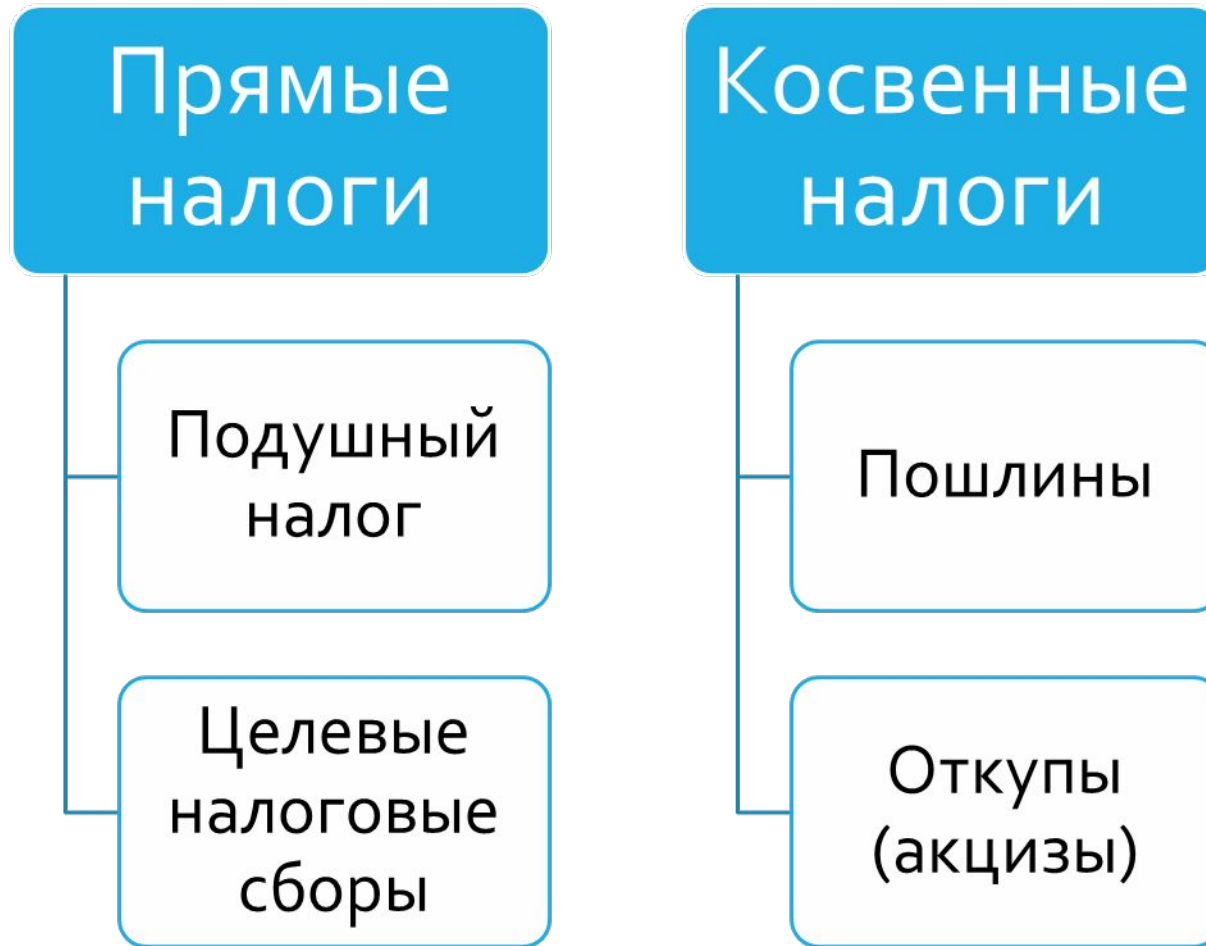 Прямые
налоги
Подушный
налог
Целевые
налоговые
сборы
Косвенные
налоги
Пошлины
Откупы
(акцизы)